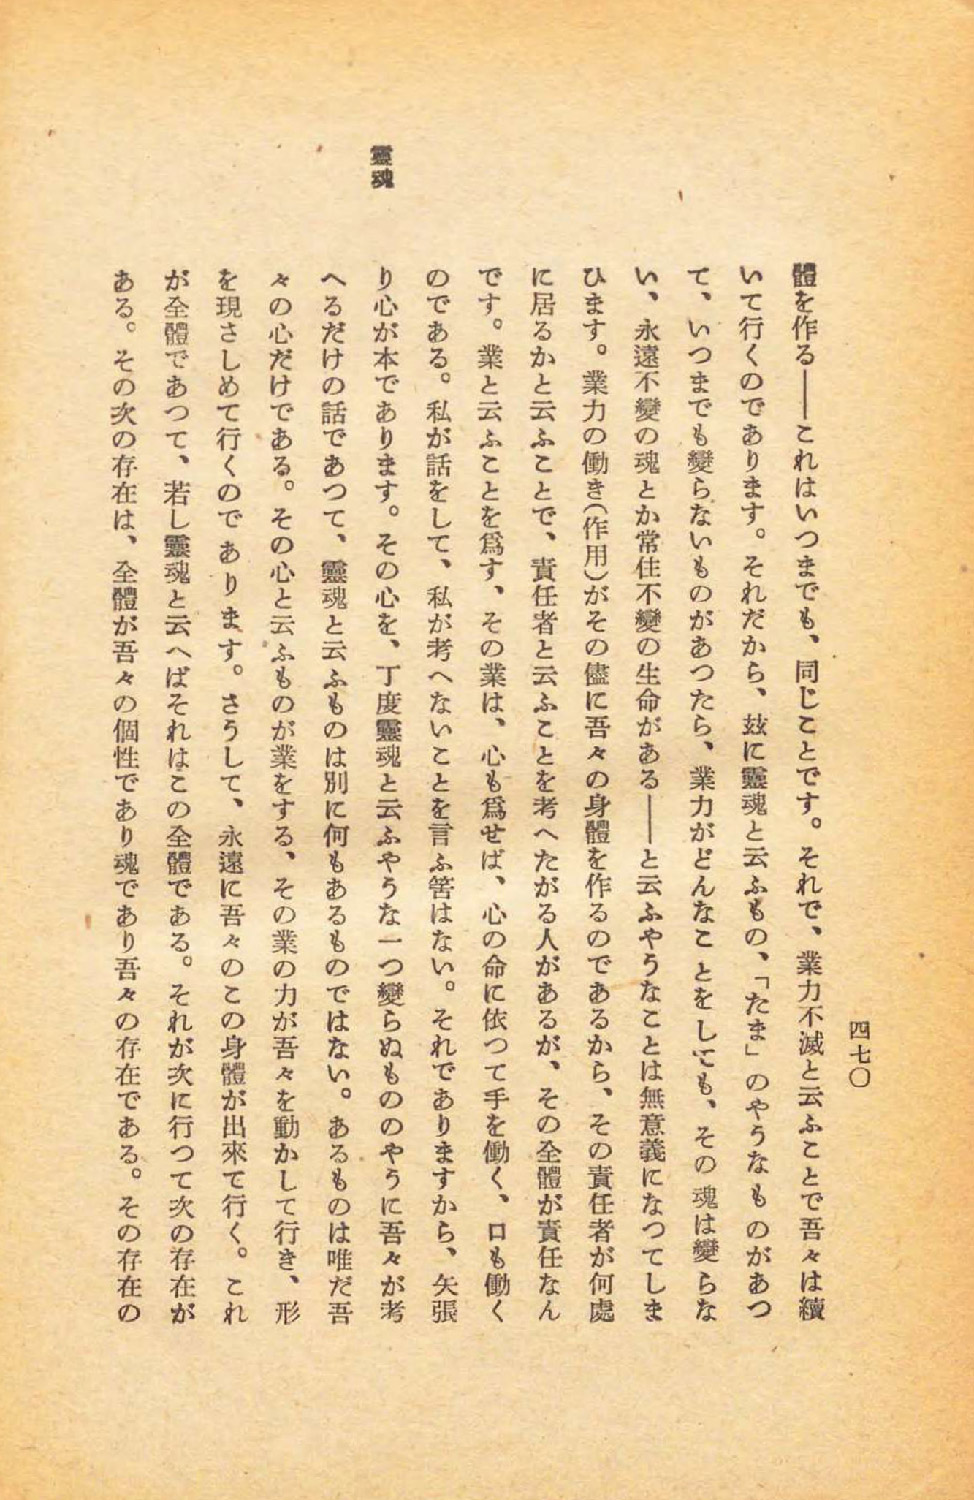 四七〇
體を作る――これはいつまでも、同じことです。それで、業力不滅と云ふことで吾々は續
いて行くのであります。それだから、玆に靈魂と云ふもの、「たま」のやうなものがあつ
て、いつまでも變らないものがあつたら、業力がどんなことをしても、その魂は變らな
い、永遠不變の魂とか常住不變の生命がある――と云ふやうなことは無意義になつてしま
ひます。業力の働き（作用）がその儘に吾々の身體を作るのであるから、その責任者が何處
に居るかと云ふことで、責任者と云ふことを考へたがる人があるが、その全體が責任なん
です。業と云ふことを爲す、その業は、心も爲せば、心の命に依つて手を働く、口も働く
のである。私が話をして、私が考へないことを言ふ筈はない。それでありますから、矢張
り心が本であります。その心を、丁度靈魂と云ふやうな一つ變らぬもののやうに吾々が考
へるだけの話であつて、靈魂と云ふものは別に何もあるものではない。あるものは唯だ吾
々の心だけである。その心と云ふものが業をする、その業の力が吾々を動かして行き、形
を現さしめて行くのであります。さうして、永遠に吾々のこの身體が出來て行く。これ
が全體であつて、若し靈魂と云へばそれはこの全體である。それが次に行つて次の存在が
ある。その次の存在は、全體が吾々の個性であり魂であり吾々の存在である。その存在の
靈魂